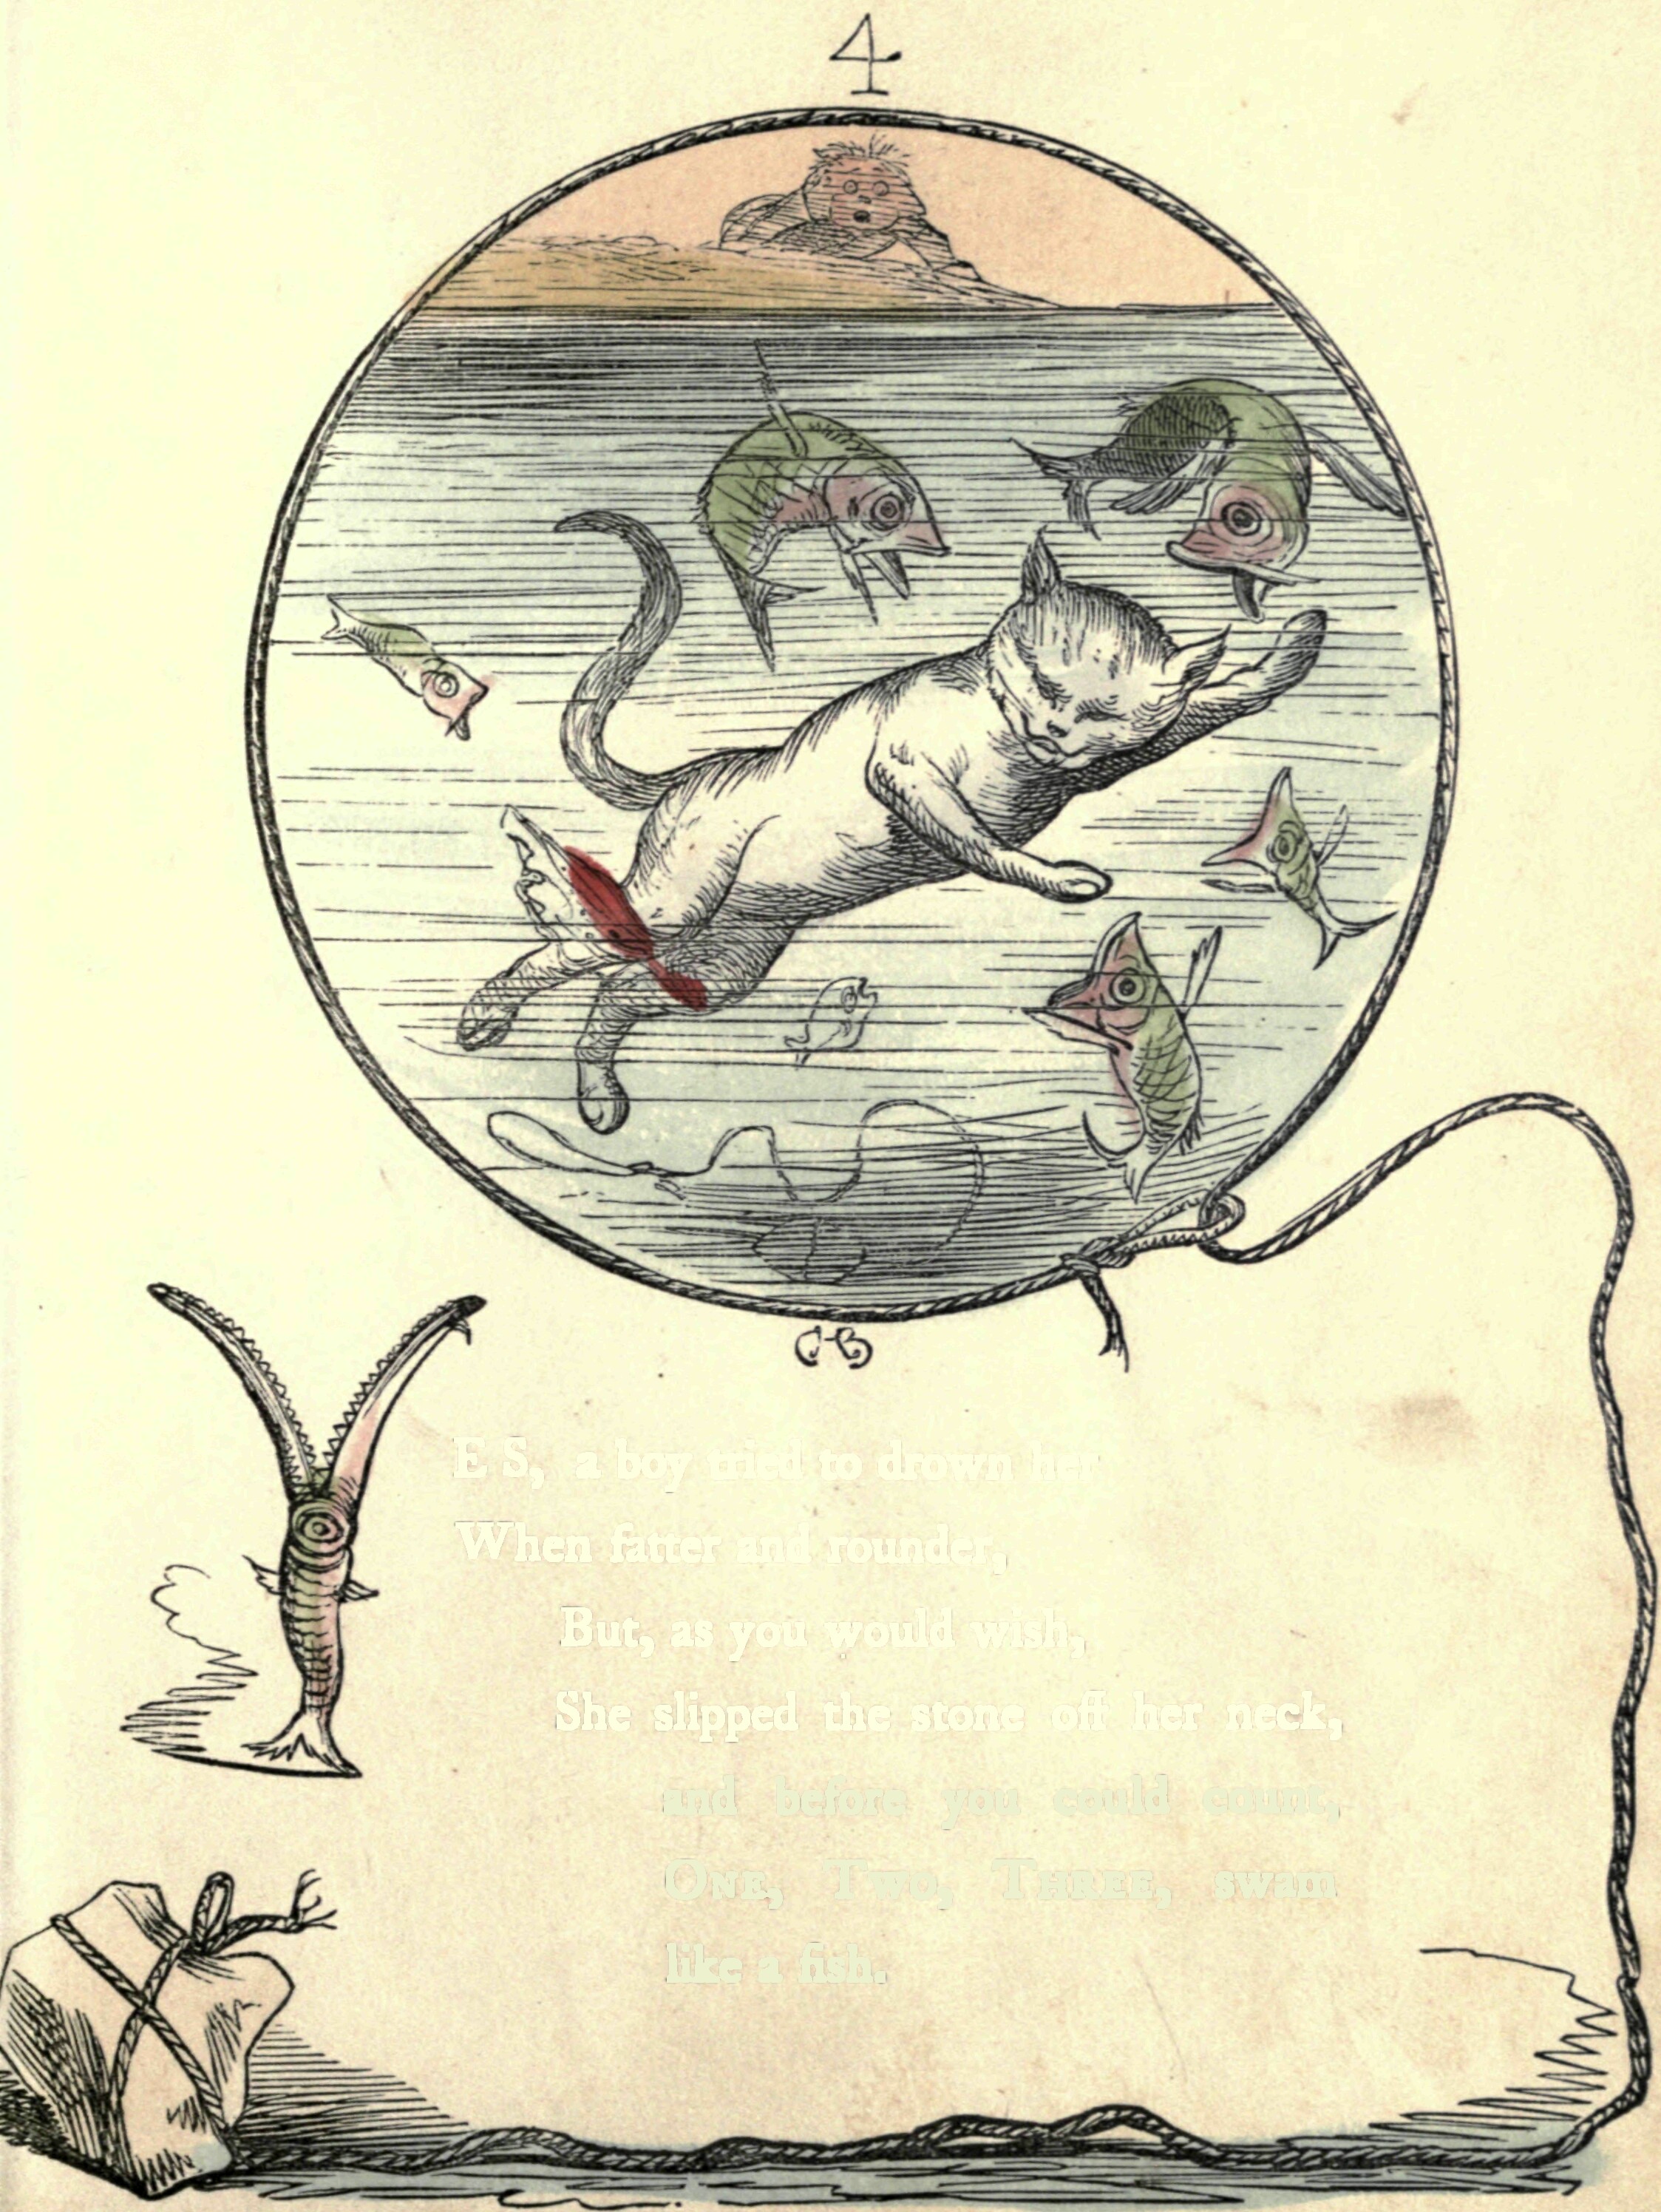 4
CB
YES, a boy tried to drown her
When fatter and rounder,
But, as you would wish,
She slipped the stone off her neck,
and before you could count,
ONE, TWO, THREE, swam
like a fish.